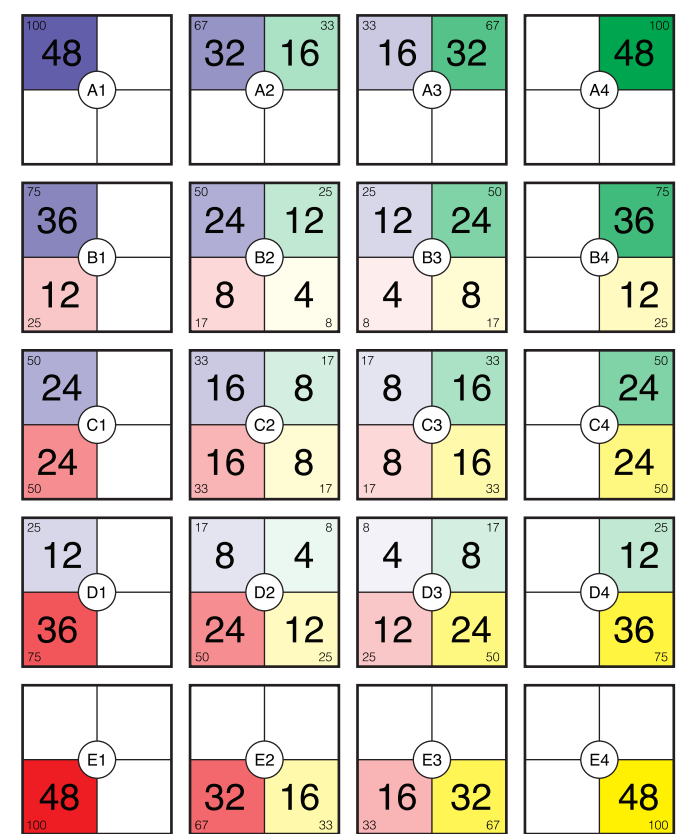 100 67 33 33 67 100
48 32 16 16 32 48
A1 A2 A3 A4
75 50 25 25 50 75
36 24 12 12 24 36
B1 B2 B3 B4
12 8 4 4 8 12
25 17 8 8 17 25
50 33 17 17 33 50
24 16 8 8 16 24
C1 C2 C3 C4
24 16 8 8 16 24
50 33 17 17 33 50
25 17 8 8 17 25
12 8 4 4 8 12
D1 D2 D3 D4
36 24 12 12 24 36
75 50 25 25 50 75
E1 E2 E3 E4
48 32 16 16 32 48
100 67 33 33 67 100